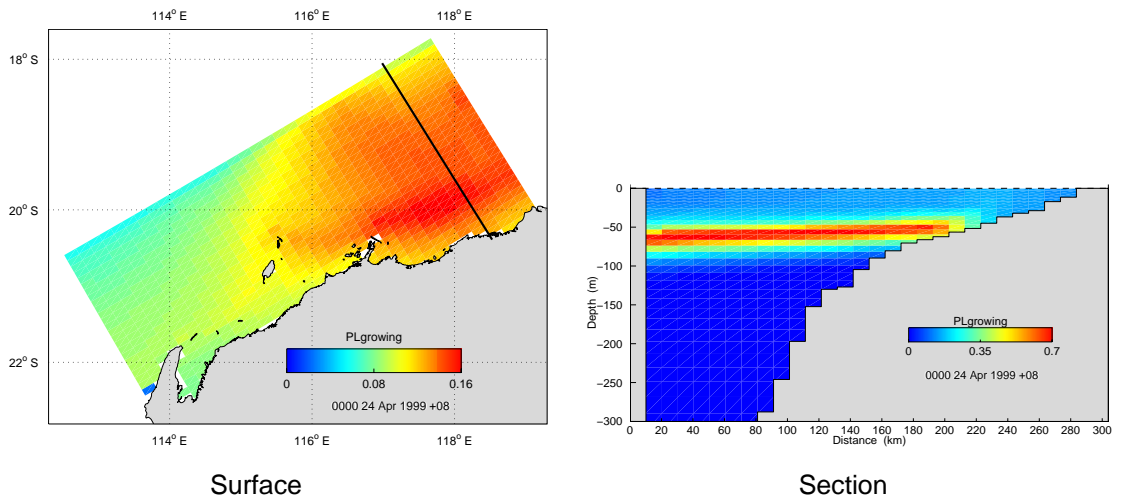 114° E 116° E 118° E
18° S
20° S
22° S
PLgrowing
0 0.08 0.16
0000 24 Apr 1999 +08
114° E 116° E 118° E
Surface
0
−50
−100
−150
−200
−250
−300
Depth (m)
PLgrowing
0 0.35 0.7
0000 24 Apr 1999 +08
0 20 40 60 80 100 120 140 160 180 200 220 240 260 280 300
Distance (km)
Section